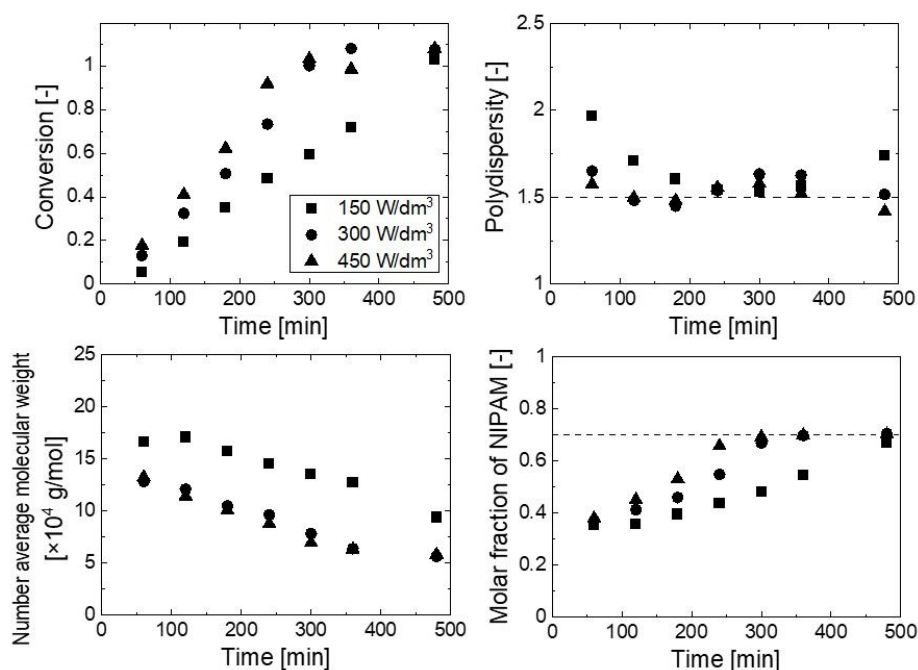 Conversion [-]
1
0.8
0.6
0.4
0.2
0
0 100 200 300 400 500
Time [min]
150 W/dm³
300 W/dm³
450 W/dm³
Polydispersity [-]
2.5
2
1.5
1
0 100 200 300 400 500
Time [min]
Number average molecular weight
[×10⁴ g/mol]
25
20
15
10
5
0
0 100 200 300 400 500
Time [min]
Molar fraction of NIPAM [-]
1
0.8
0.6
0.4
0.2
0
0 100 200 300 400 500
Time [min]